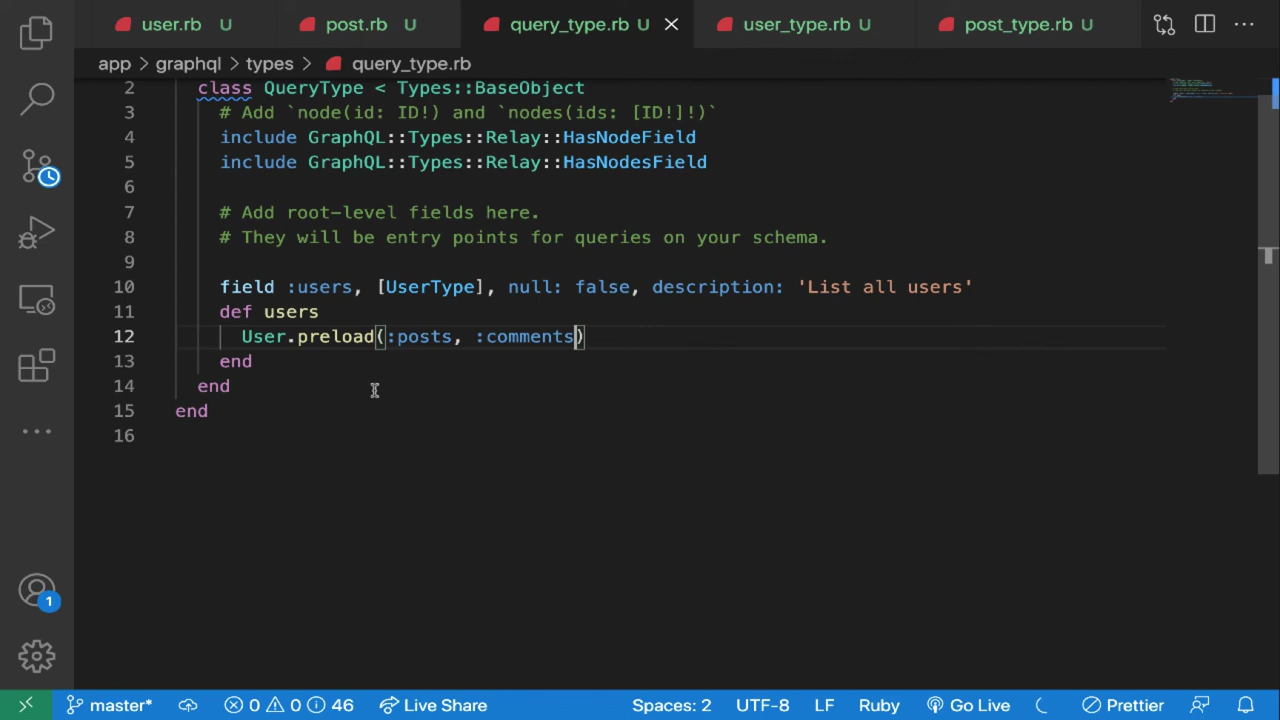 user.rb U post.rb U query_type.rb U user_type.rb U post_type.rb U
app > graphql > types > query_type.rb
2 class QueryType < Types::BaseObject
3 # Add `node(id: ID!) and `nodes(ids: [ID!]!)`
4 include GraphQL::Types::Relay::HasNodeField
5 include GraphQL::Types::Relay::HasNodesField
6
7 # Add root-level fields here.
8 # They will be entry points for queries on your schema.
9
10 field :users, [UserType], null: false, description: 'List all users'
11 def users
12 User.preload(:posts, :comments)
13 end
14 end
15 end
16
1
master* 0 0 46 Live Share Spaces: 2 UTF-8 LF Ruby Go Live Prettier